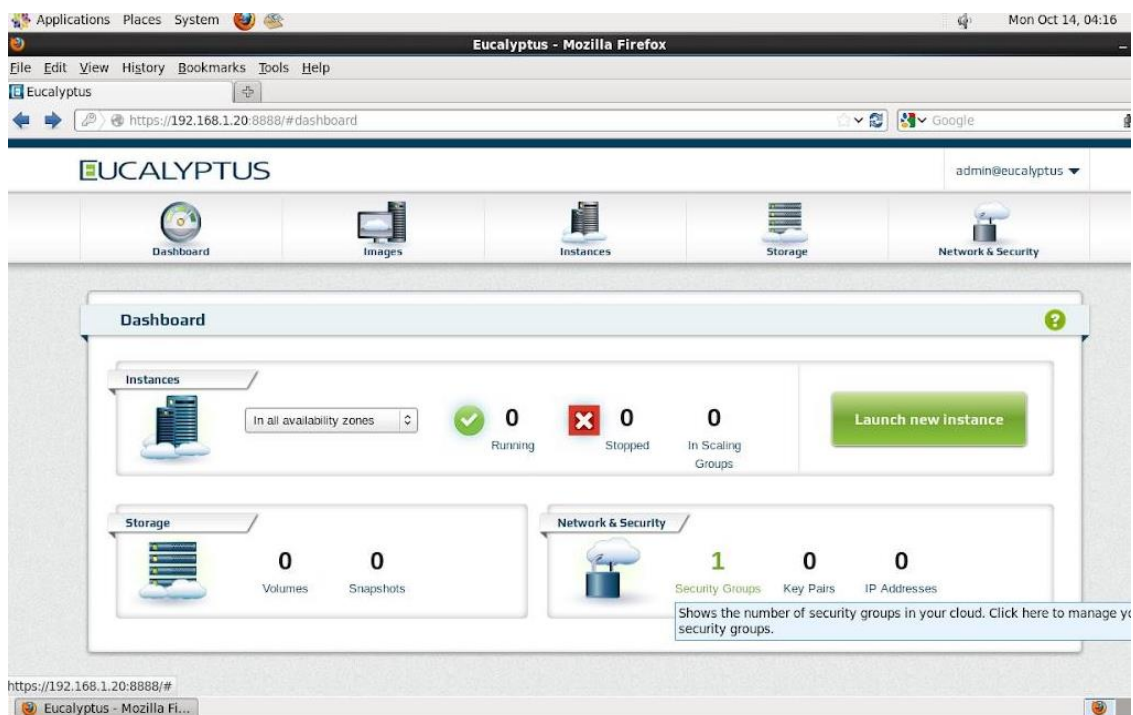 Applications Places System Mon Oct 14, 04:16
Eucalyptus - Mozilla Firefox
File Edit View History Bookmarks Tools Help
Eucalyptus
https://192.168.1.20:8888/#dashboard Google
EUCALYPTUS admin@eucalyptus
Dashboard Images Instances Storage Network & Security
Dashboard
Instances
In all availability zones 0 0 0 Launch new instance
Running Stopped In Scaling
Groups
Storage Network & Security
0 0 1 0 0
Volumes Snapshots Security Groups Key Pairs IP Addresses
Shows the number of security groups in your cloud. Click here to manage yo
security groups.
https://192.168.1.20:8888/#
Eucalyptus - Mozilla Fi...